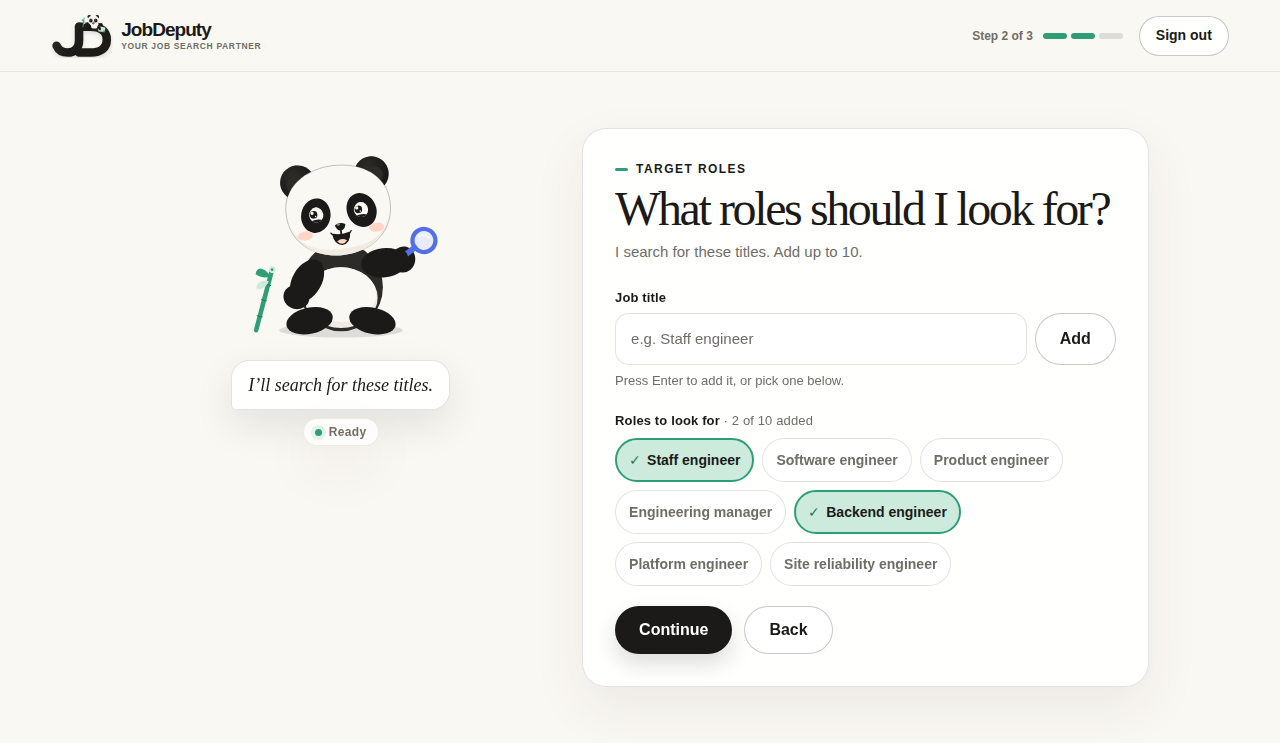 JobDeputy
YOUR JOB SEARCH PARTNER
Step 2 of 3
Sign out
I’ll search for these titles.
Ready
TARGET ROLES
What roles should I look for?
I search for these titles. Add up to 10.
Job title
e.g. Staff engineer
Add
Press Enter to add it, or pick one below.
Roles to look for · 2 of 10 added
✓ Staff engineer
Software engineer
Product engineer
Engineering manager
✓ Backend engineer
Platform engineer
Site reliability engineer
Continue
Back